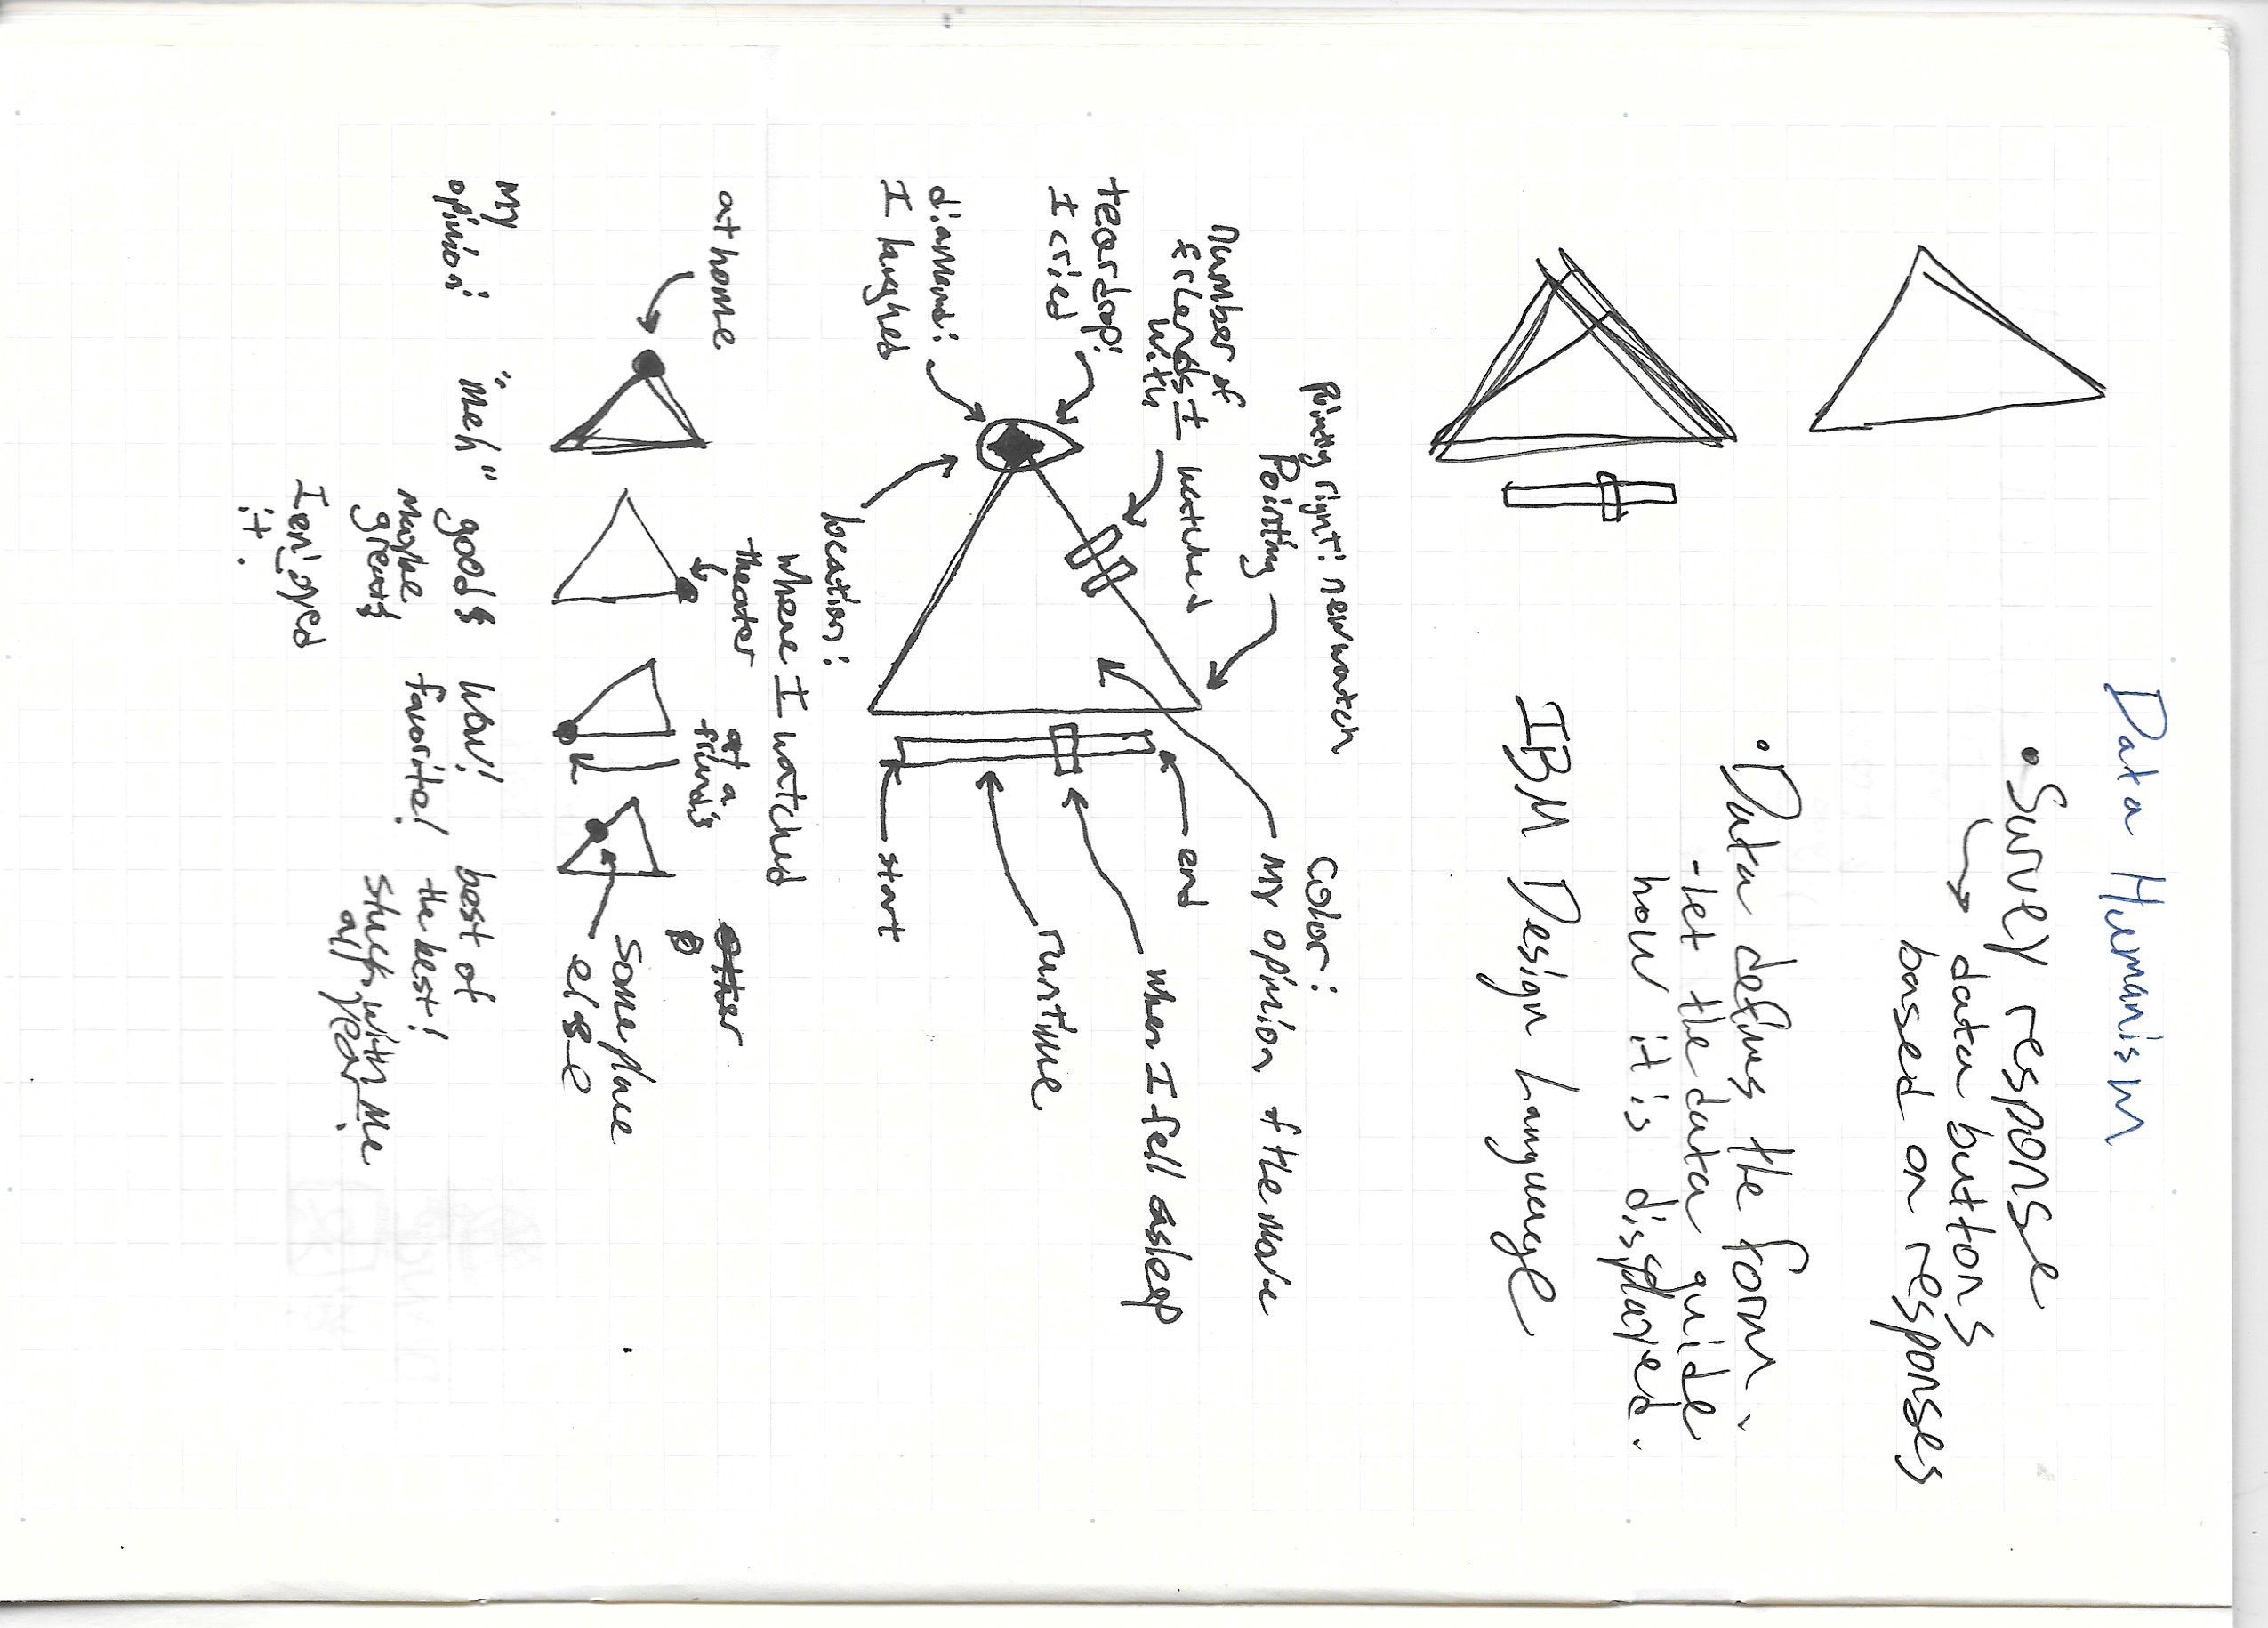 Data Humanism
• Survey response
→ data buttons
based on responses
• Data defines the form.
- let the data guide
how it is displayed.
IBM Design Language
right: new watch
Pointing
color:
my opinion of the movie
number of
friends I watched
with
end
when I fell asleep
teardrop:
I cried
runtime
diamond:
I laughed
start
location:
where I watched
at home
theater
at a
friend's
other
someplace
else
my
opinion:
"meh"
good &
maybe
great &
I enjoyed
it.
wow!
favorite!
best of
the best!
stuck with me
all year.